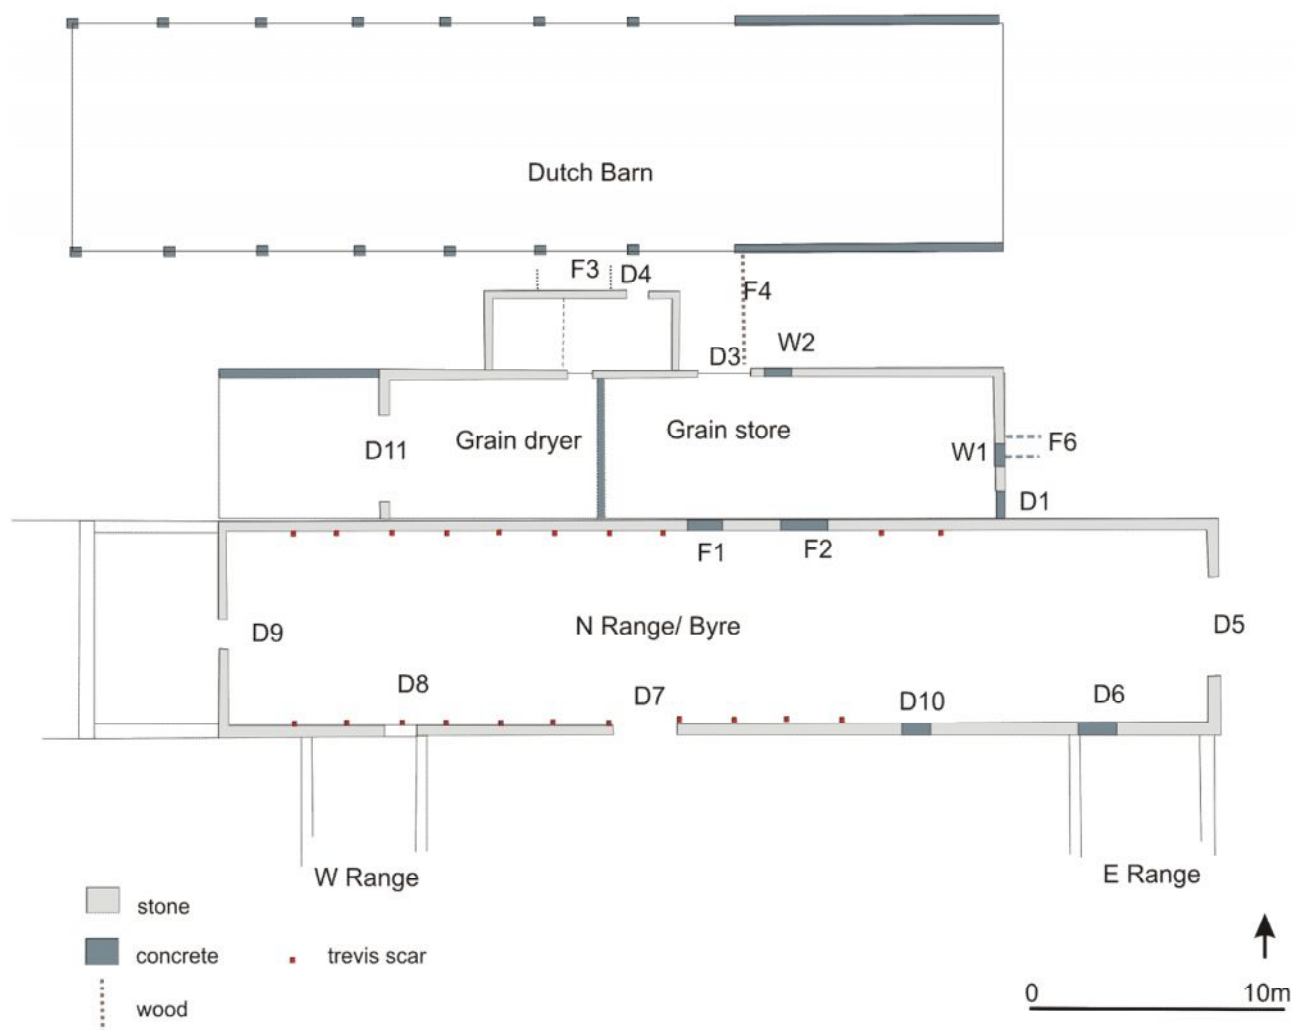 Dutch Barn
F3
D4
F4
D3
W2
Grain dryer
Grain store
D11
W1
F6
D1
F1
F2
D9
N Range/ Byre
D5
D8
D7
D10
D6
W Range
E Range
stone
concrete
trevis scar
wood
0 10m